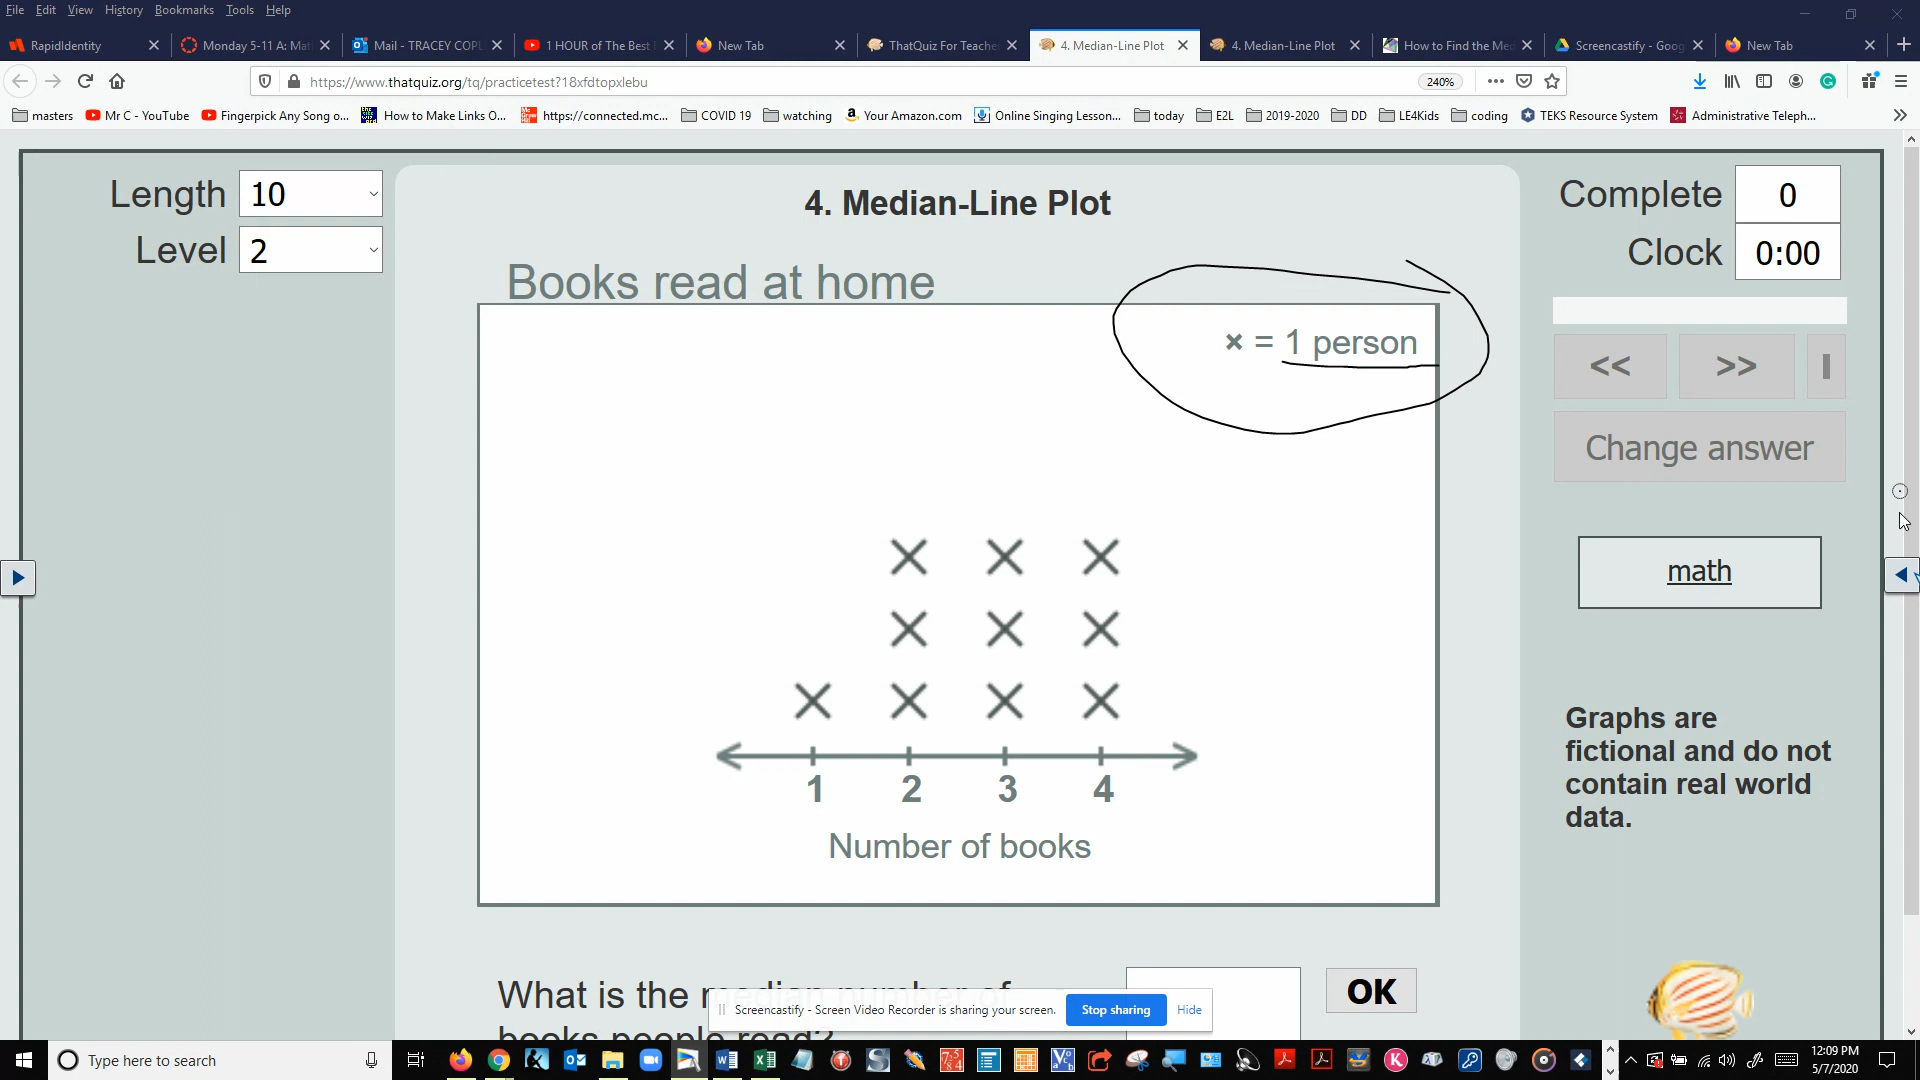 File Edit View History Bookmarks Tools Help
RapidIdentity
Monday 5-11 A: Mat
Mail - TRACEY COPL
1 HOUR of The Best
New Tab
ThatQuiz For Teache
4. Median-Line Plot
4. Median-Line Plot
How to Find the Med
Screencastify - Goog
New Tab
https://www.thatquiz.org/tq/practicetest?18xfdtopxlebu
240%
masters
Mr C - YouTube
Fingerpick Any Song o...
How to Make Links O...
https://connected.mc...
COVID 19
watching
Your Amazon.com
Online Singing Lesson...
today
E2L
2019-2020
DD
LE4Kids
coding
TEKS Resource System
Administrative Teleph...
Length 10
Level 2
4. Median-Line Plot
Complete 0
Clock 0:00
Books read at home
× = 1 person
<< >>
Change answer
math
1 2 3 4
Number of books
Graphs are
fictional and do not
contain real world
data.
What is the median number of
books people read?
OK
Screencastify - Screen Video Recorder is sharing your screen.
Stop sharing
Hide
Type here to search
12:09 PM
5/7/2020